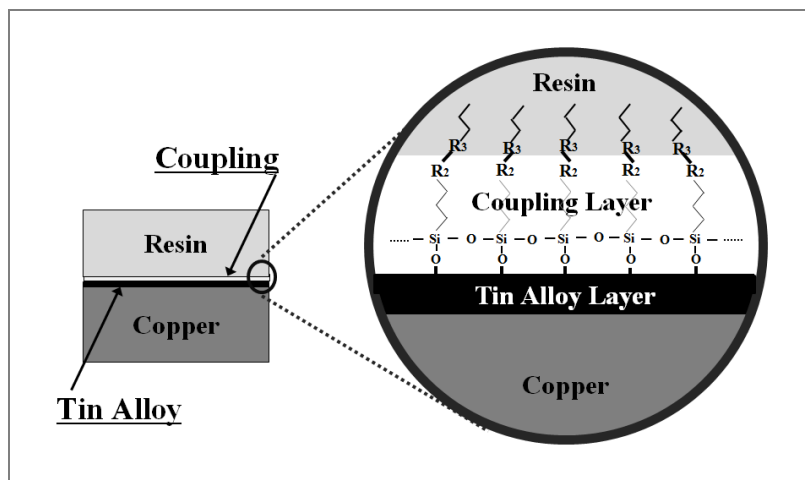 Coupling
Resin
Copper
Tin Alloy
Resin
R₃ R₃ R₃ R₃ R₃
R₂ R₂ R₂ R₂ R₂
Coupling Layer
...... Si O Si O Si O Si O Si ......
O O O O O
Tin Alloy Layer
Copper